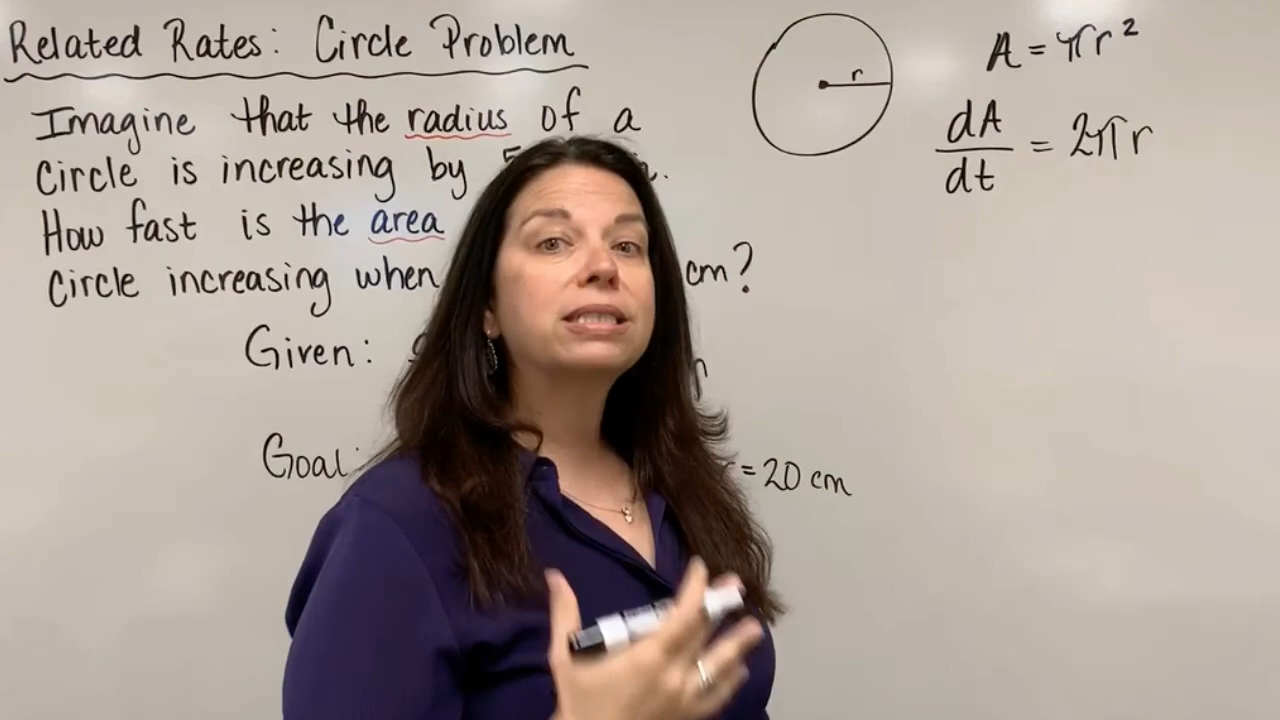 Related Rates: Circle Problem
Imagine that the radius of a
circle is increasing by 5
How fast is the area
circle increasing when cm?
Given:
Goal: r = 20 cm
r
A = πr²
dA/dt = 2πr